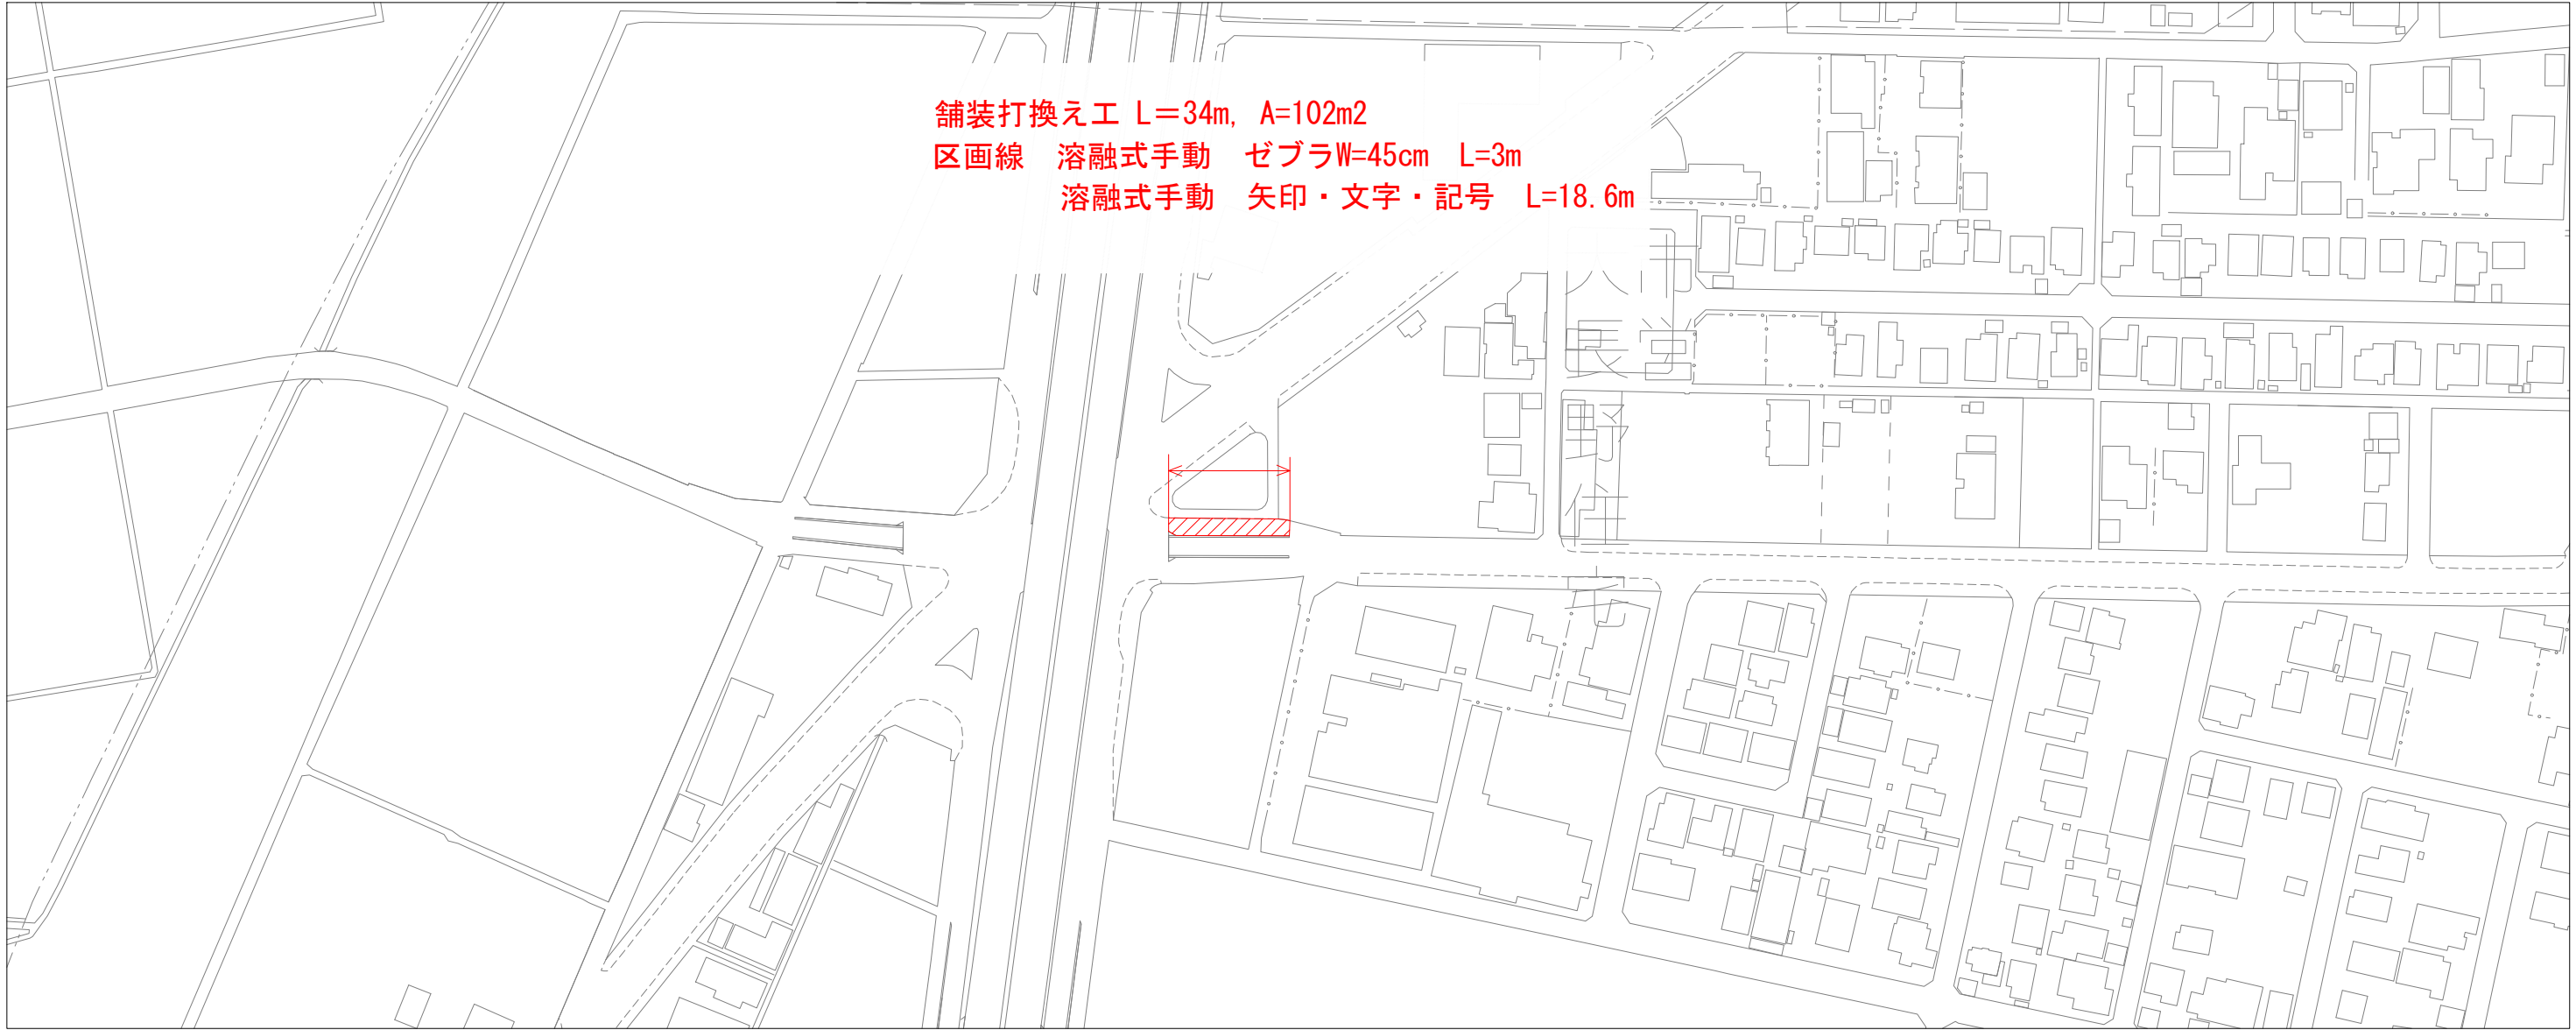 舗装打換え工 L=34m, A=102m2
区画線 溶融式手動 ゼブラW=45cm L=3m
溶融式手動 矢印・文字・記号 L=18.6m